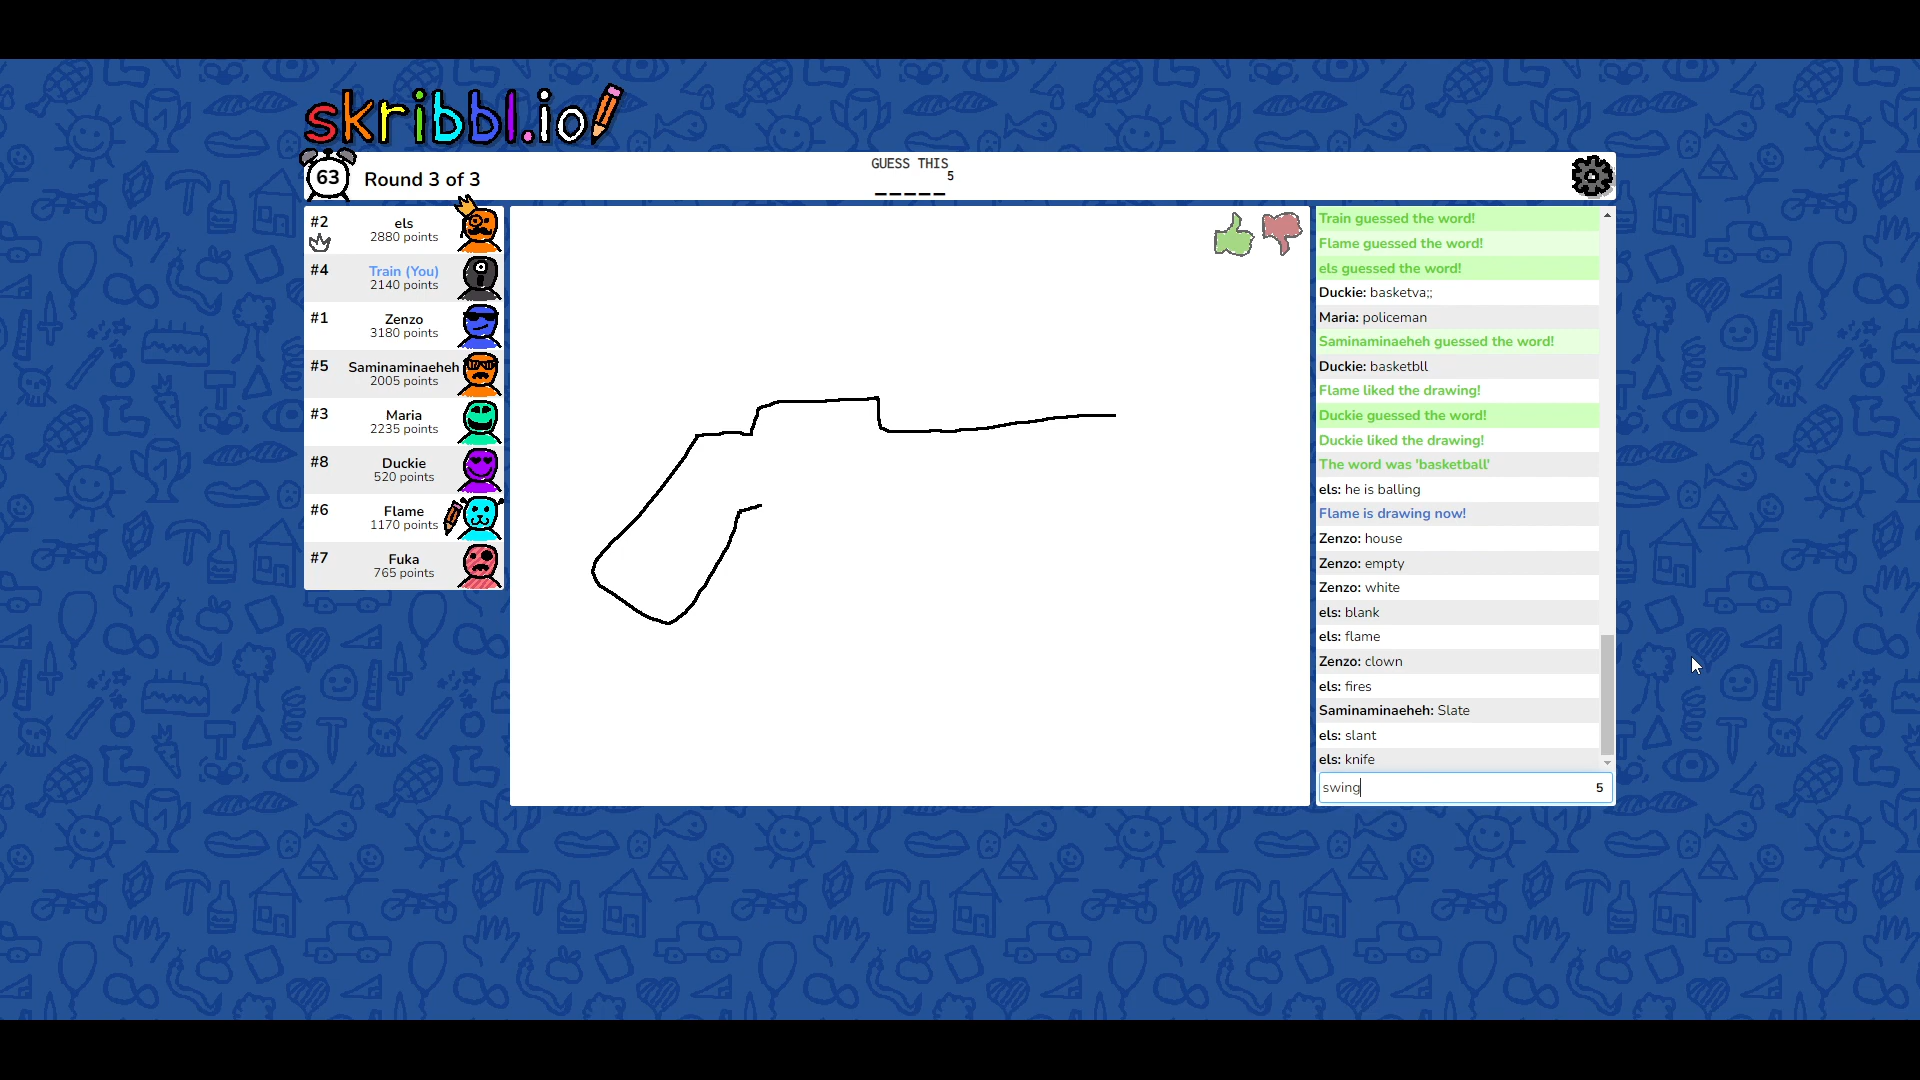 skribbl.io
63
Round 3 of 3
GUESS THIS
5
_____
#2
els
2880 points
#4
Train (You)
2140 points
#1
Zenzo
3180 points
#5
Saminaminaeheh
2005 points
#3
Maria
2235 points
#8
Duckie
520 points
#6
Flame
1170 points
#7
Fuka
765 points
Train guessed the word!
Flame guessed the word!
els guessed the word!
Duckie: basketva;;
Maria: policeman
Saminaminaeheh guessed the word!
Duckie: basketbll
Flame liked the drawing!
Duckie guessed the word!
Duckie liked the drawing!
The word was 'basketball'
els: he is balling
Flame is drawing now!
Zenzo: house
Zenzo: empty
Zenzo: white
els: blank
els: flame
Zenzo: clown
els: fires
Saminaminaeheh: Slate
els: slant
els: knife
swing 5